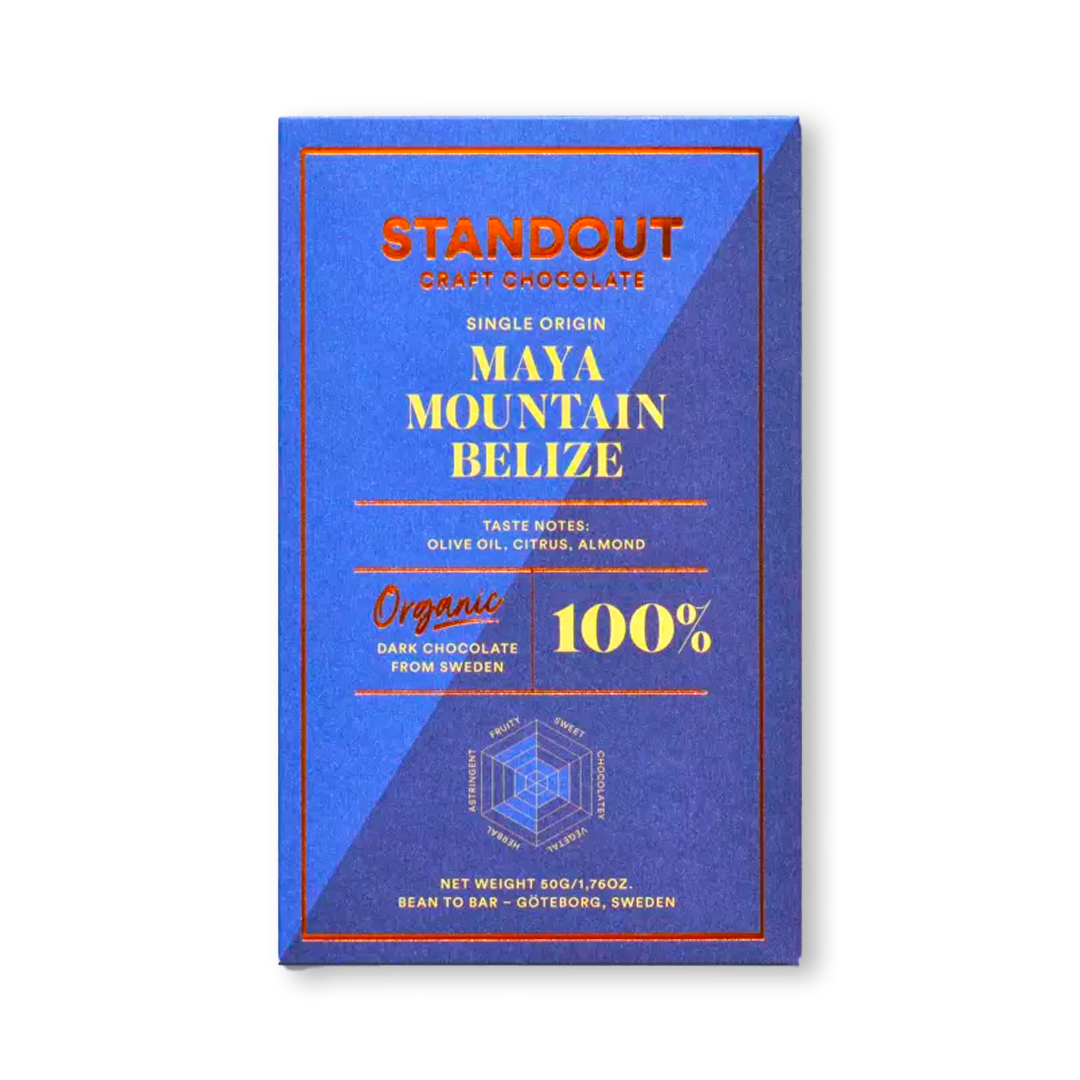 STANDOUT
CRAFT CHOCOLATE
SINGLE ORIGIN
MAYA
MOUNTAIN
BELIZE
TASTE NOTES:
OLIVE OIL, CITRUS, ALMOND
Organic
DARK CHOCOLATE
FROM SWEDEN
100%
FRUITY
SWEET
ASTRINGENT
CHOCOLATEY
HERBAL
VEGETAL
NET WEIGHT 50G/1,76OZ.
BEAN TO BAR – GÖTEBORG, SWEDEN